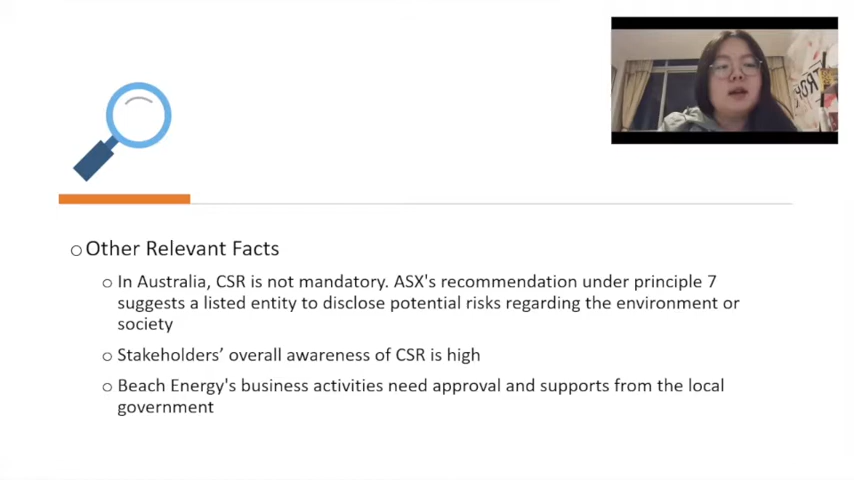 Other Relevant Facts
In Australia, CSR is not mandatory. ASX's recommendation under principle 7
suggests a listed entity to disclose potential risks regarding the environment or
society
Stakeholders' overall awareness of CSR is high
Beach Energy's business activities need approval and supports from the local
government